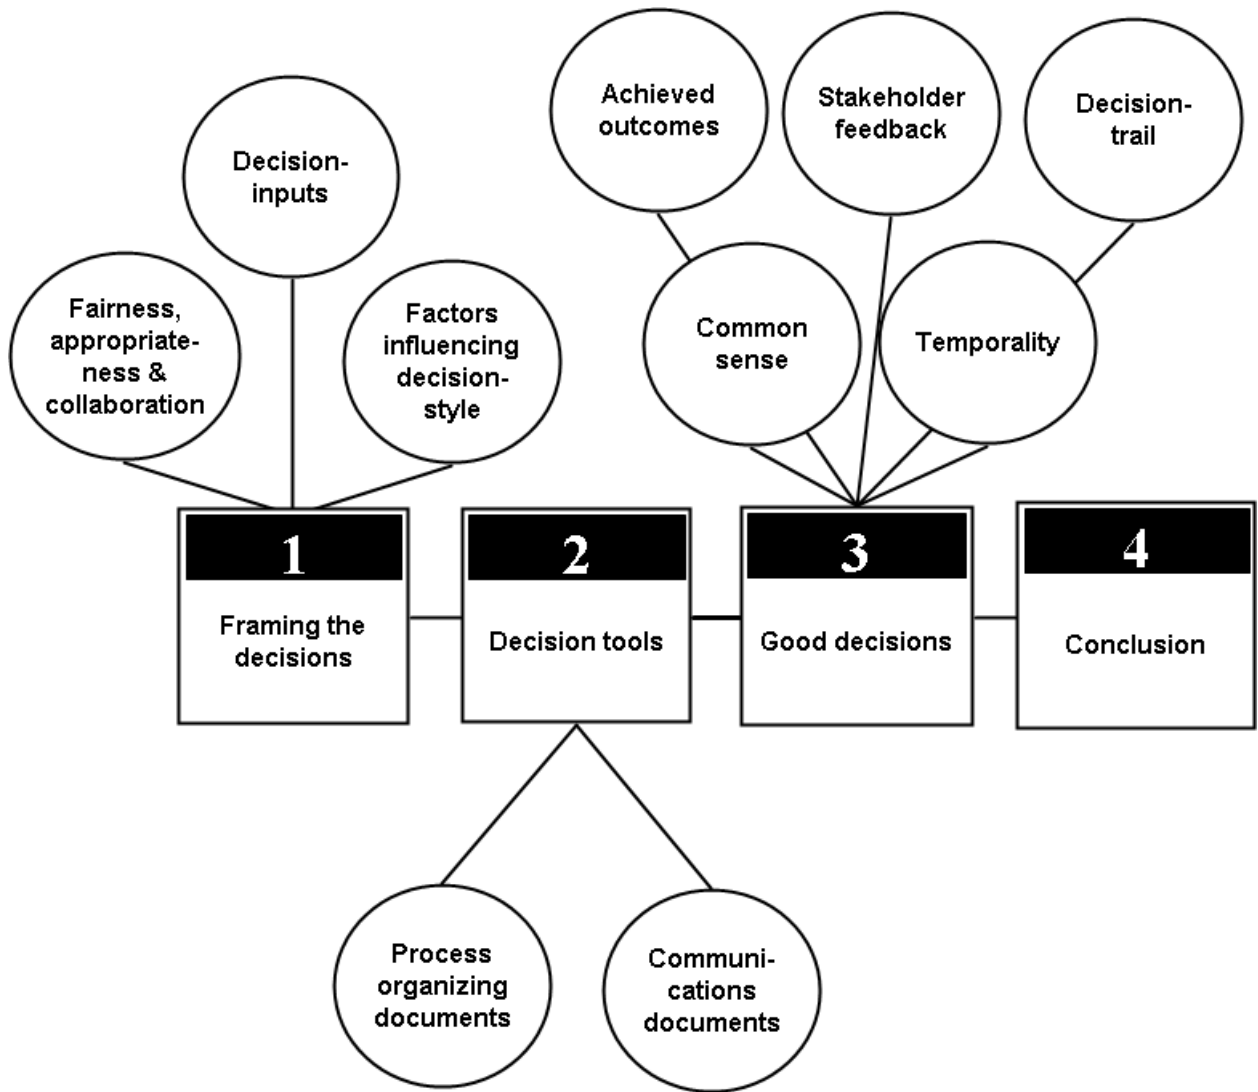 Achieved
outcomes
Stakeholder
feedback
Decision-
trail
Decision-
inputs
Fairness,
appropriate-
ness &
collaboration
Factors
influencing
decision-
style
Common
sense
Temporality
1
Framing the
decisions
2
Decision tools
3
Good decisions
4
Conclusion
Process
organizing
documents
Communi-
cations
documents